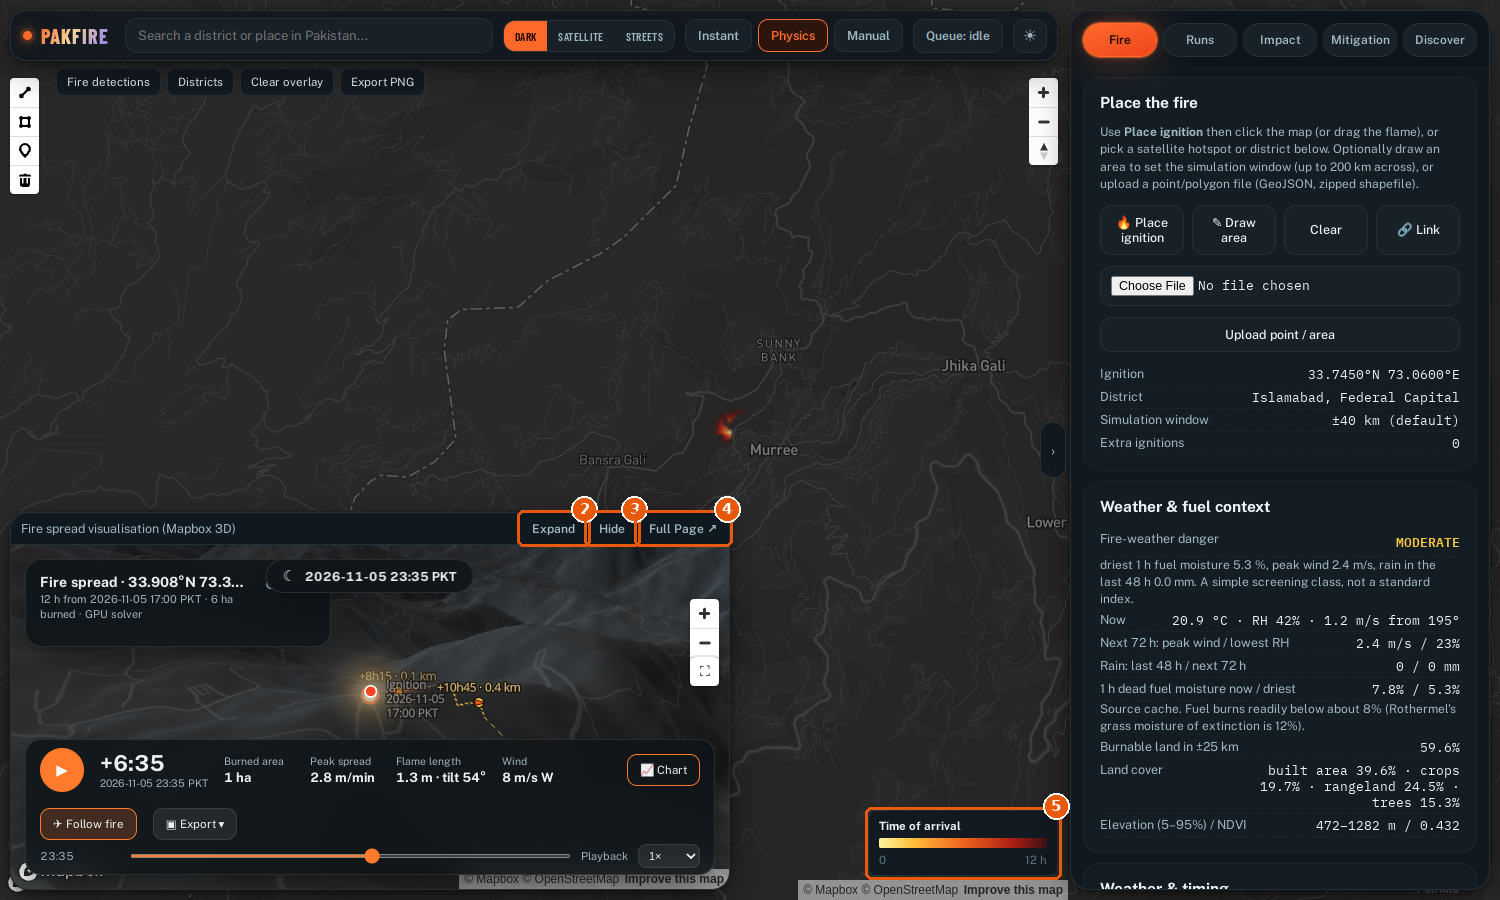 PAKFIRE
Search a district or place in Pakistan...
DARK SATELLITE STREETS
Instant
Physics
Manual
Queue: idle
Fire Runs Impact Mitigation Discover
Fire detections
Districts
Clear overlay
Export PNG
SUNNY
BANK
Jhika Gali
Murree
Bansra Gali
Lower
Fire spread visualisation (Mapbox 3D)
Expand
Hide
Full Page ↗
2
3
4
Fire spread · 33.908°N 73.3...
12 h from 2026-11-05 17:00 PKT · 6 ha
burned · GPU solver
☾ 2026-11-05 23:35 PKT
+8h15 · 0.1 km
+10h45 · 0.4 km
Ignition
2026-11-05
17:00 PKT
+6:35
2026-11-05 23:35 PKT
Burned area
1 ha
Peak spread
2.8 m/min
Flame length
1.3 m · tilt 54°
Wind
8 m/s W
Chart
Follow fire
Export ▾
23:35
Playback
1×
© Mapbox © OpenStreetMap Improve this map
5
Time of arrival
0 12 h
© Mapbox © OpenStreetMap Improve this map
Place the fire
Use Place ignition then click the map (or drag the flame), or
pick a satellite hotspot or district below. Optionally draw an
area to set the simulation window (up to 200 km across), or
upload a point/polygon file (GeoJSON, zipped shapefile).
🔥 Place
ignition
✎ Draw
area
Clear
🔗 Link
Choose File No file chosen
Upload point / area
Ignition 33.7450°N 73.0600°E
District Islamabad, Federal Capital
Simulation window ±40 km (default)
Extra ignitions 0
Weather & fuel context
Fire-weather danger MODERATE
driest 1 h fuel moisture 5.3 %, peak wind 2.4 m/s, rain in the
last 48 h 0.0 mm. A simple screening class, not a standard
index.
Now 20.9 °C · RH 42% · 1.2 m/s from 195°
Next 72 h: peak wind / lowest RH 2.4 m/s / 23%
Rain: last 48 h / next 72 h 0 / 0 mm
1 h dead fuel moisture now / driest 7.8% / 5.3%
Source cache. Fuel burns readily below about 8% (Rothermel's
grass moisture of extinction is 12%).
Burnable land in ±25 km 59.6%
Land cover built area 39.6% · crops
19.7% · rangeland 24.5% ·
trees 15.3%
Elevation (5–95%) / NDVI 472–1282 m / 0.432
Weather & timing